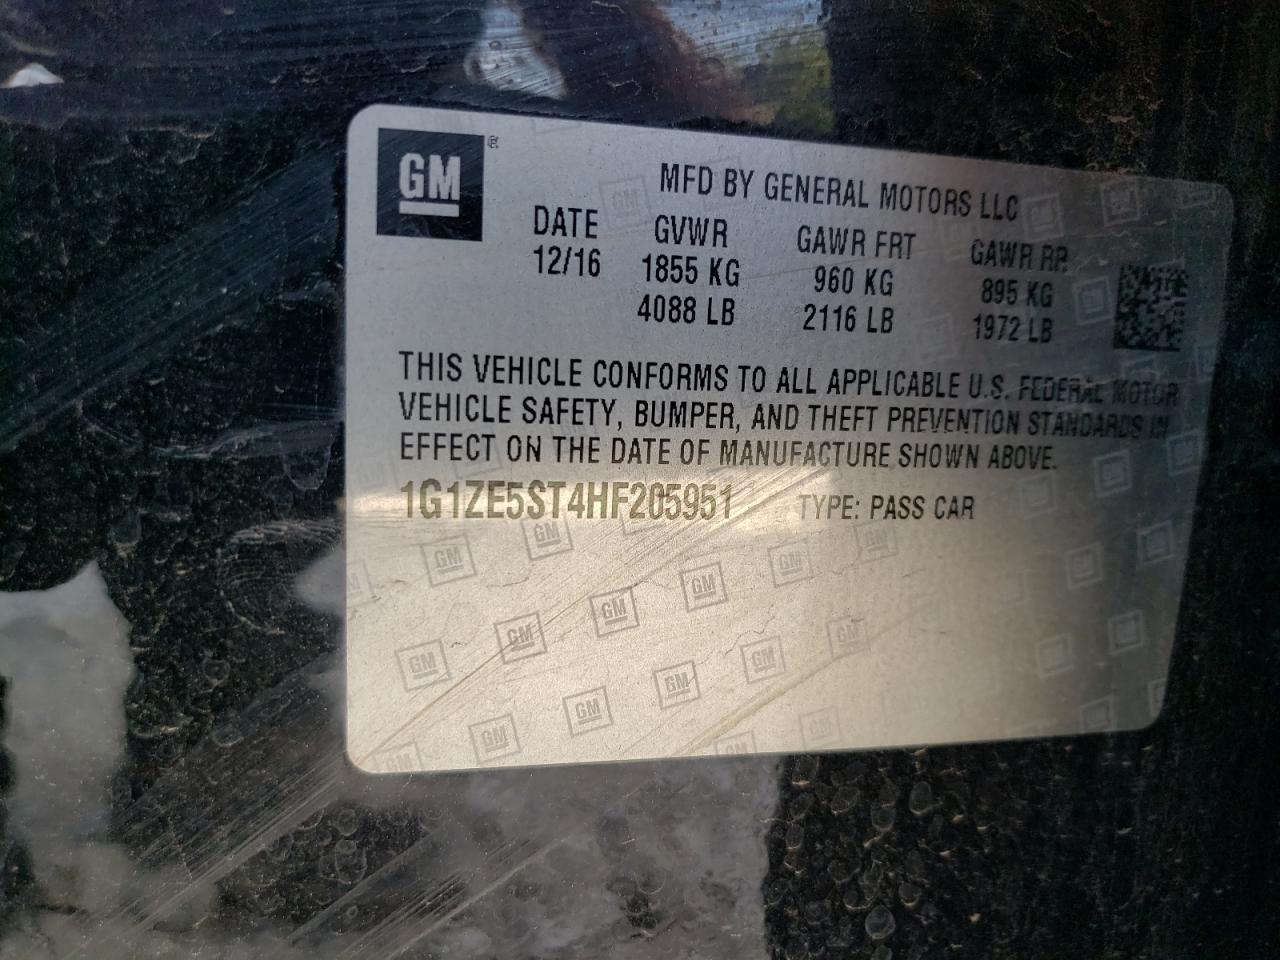 GM
MFD BY GENERAL MOTORS LLC
DATE GVWR GAWR FRT GAWR RR
12/16 1855 KG 960 KG 895 KG
4088 LB 2116 LB 1972 LB
THIS VEHICLE CONFORMS TO ALL APPLICABLE U.S. FEDERAL MOTOR
VEHICLE SAFETY, BUMPER, AND THEFT PREVENTION STANDARDS IN
EFFECT ON THE DATE OF MANUFACTURE SHOWN ABOVE.
1G1ZE5ST4HF205951 TYPE: PASS CAR